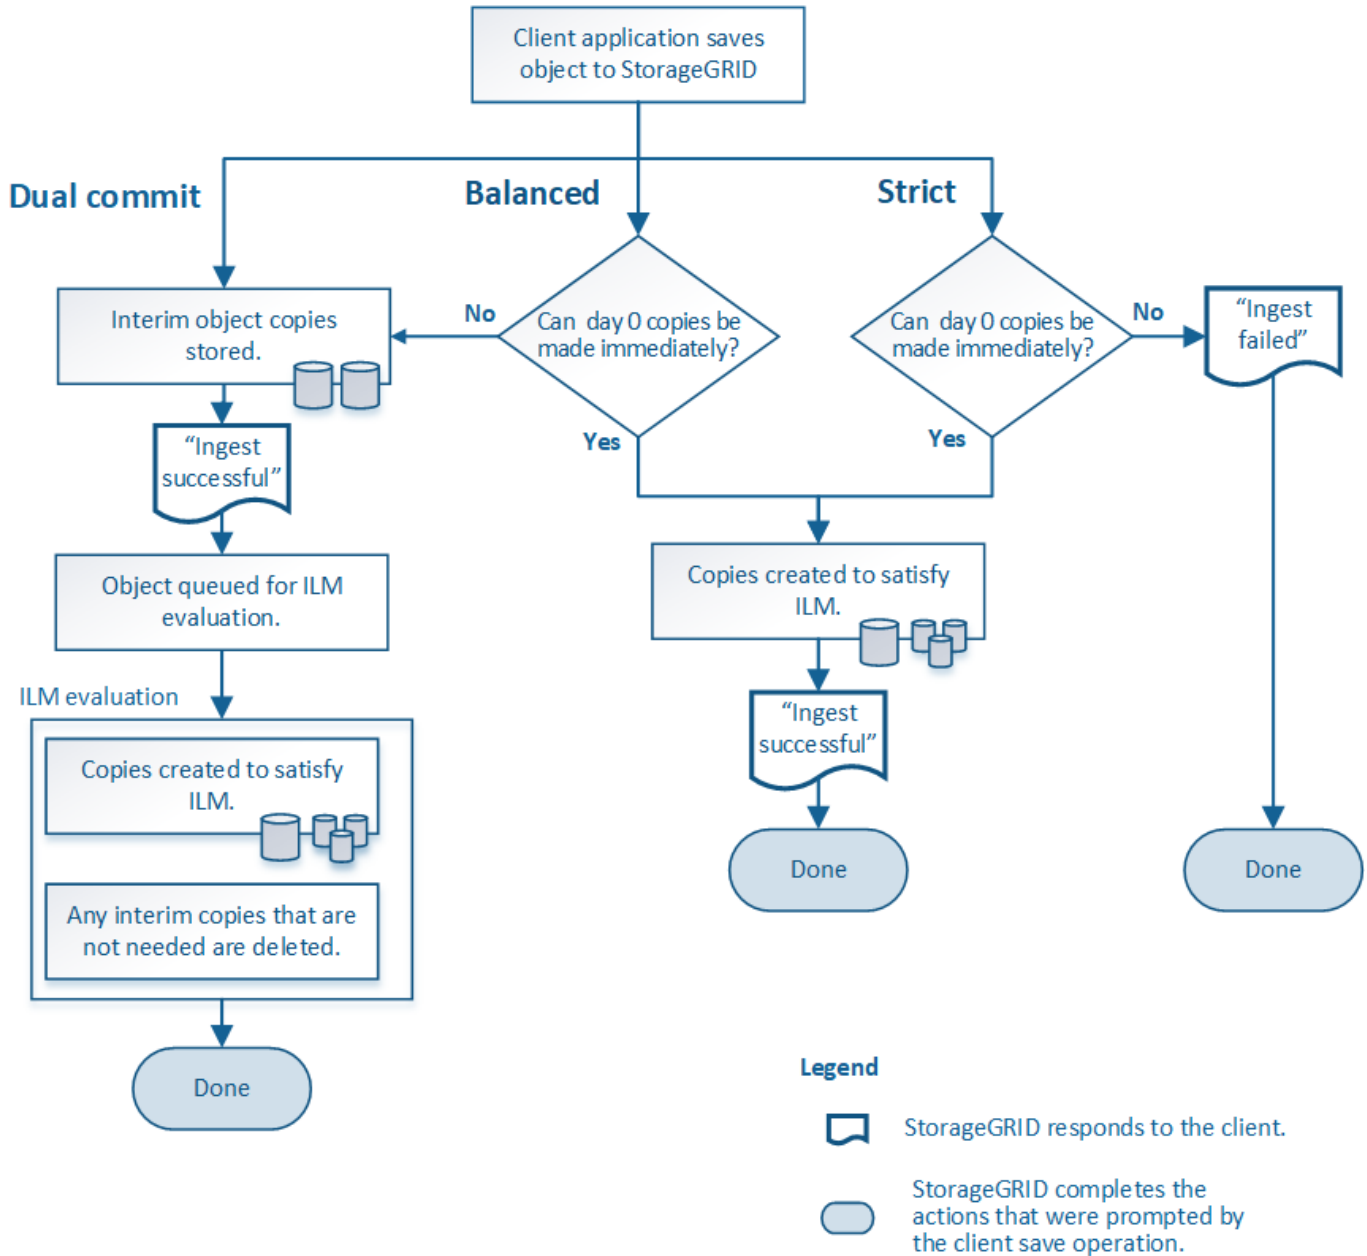 Client application saves
object to StorageGRID
Dual commit
Balanced
Strict
Interim object copies
stored.
No
Can day 0 copies be
made immediately?
Yes
Can day 0 copies be
made immediately?
No
Yes
“Ingest
failed”
“Ingest
successful”
Object queued for ILM
evaluation.
Copies created to satisfy
ILM.
ILM evaluation
“Ingest
successful”
Copies created to satisfy
ILM.
Any interim copies that are
not needed are deleted.
Done
Done
Done
Legend
StorageGRID responds to the client.
StorageGRID completes the
actions that were prompted by
the client save operation.